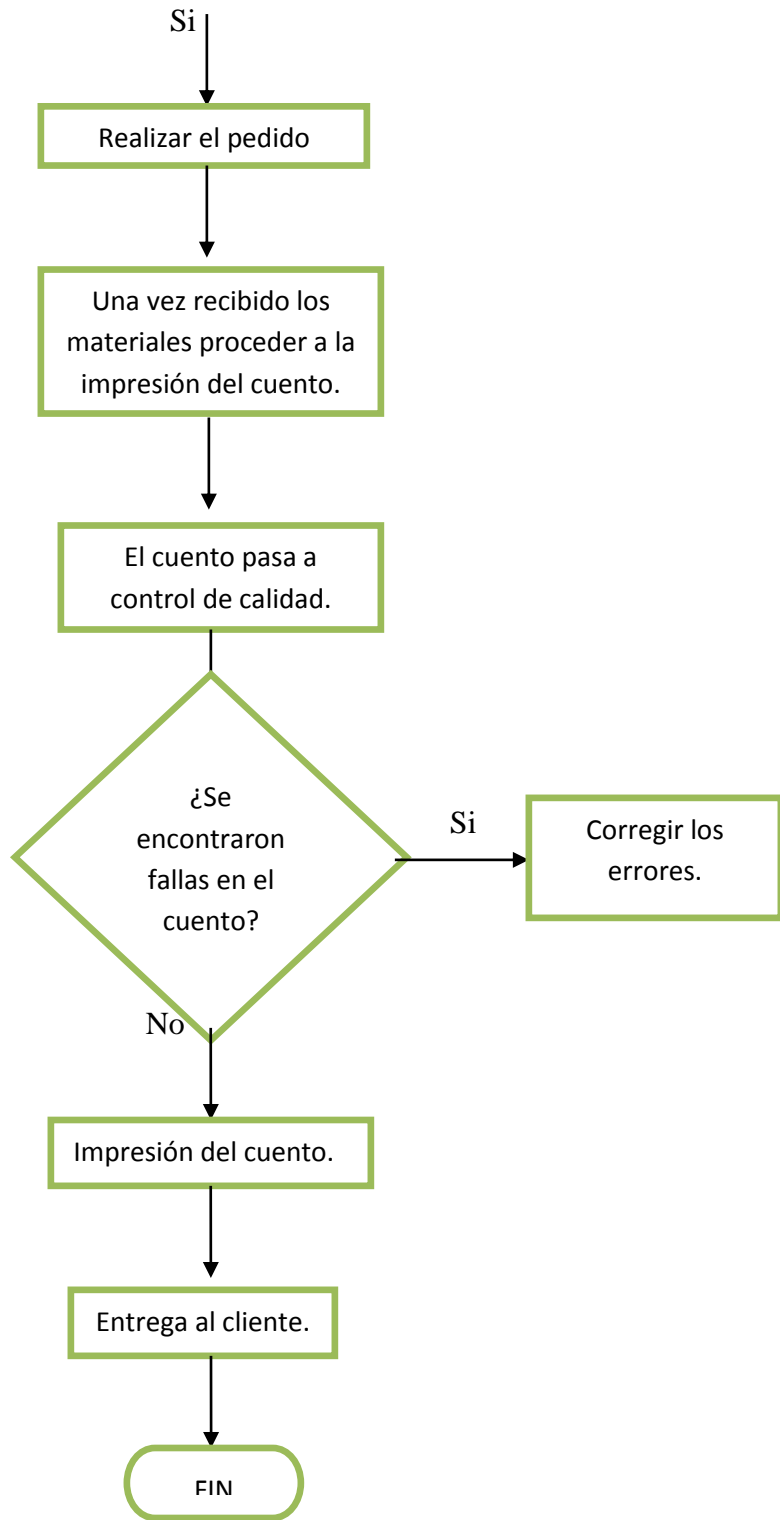 Si
Realizar el pedido
Una vez recibido los
materiales proceder a la
impresión del cuento.
El cuento pasa a
control de calidad.
¿Se
encontraron
fallas en el
cuento?
Si
Corregir los
errores.
No
Impresión del cuento.
Entrega al cliente.
FIN